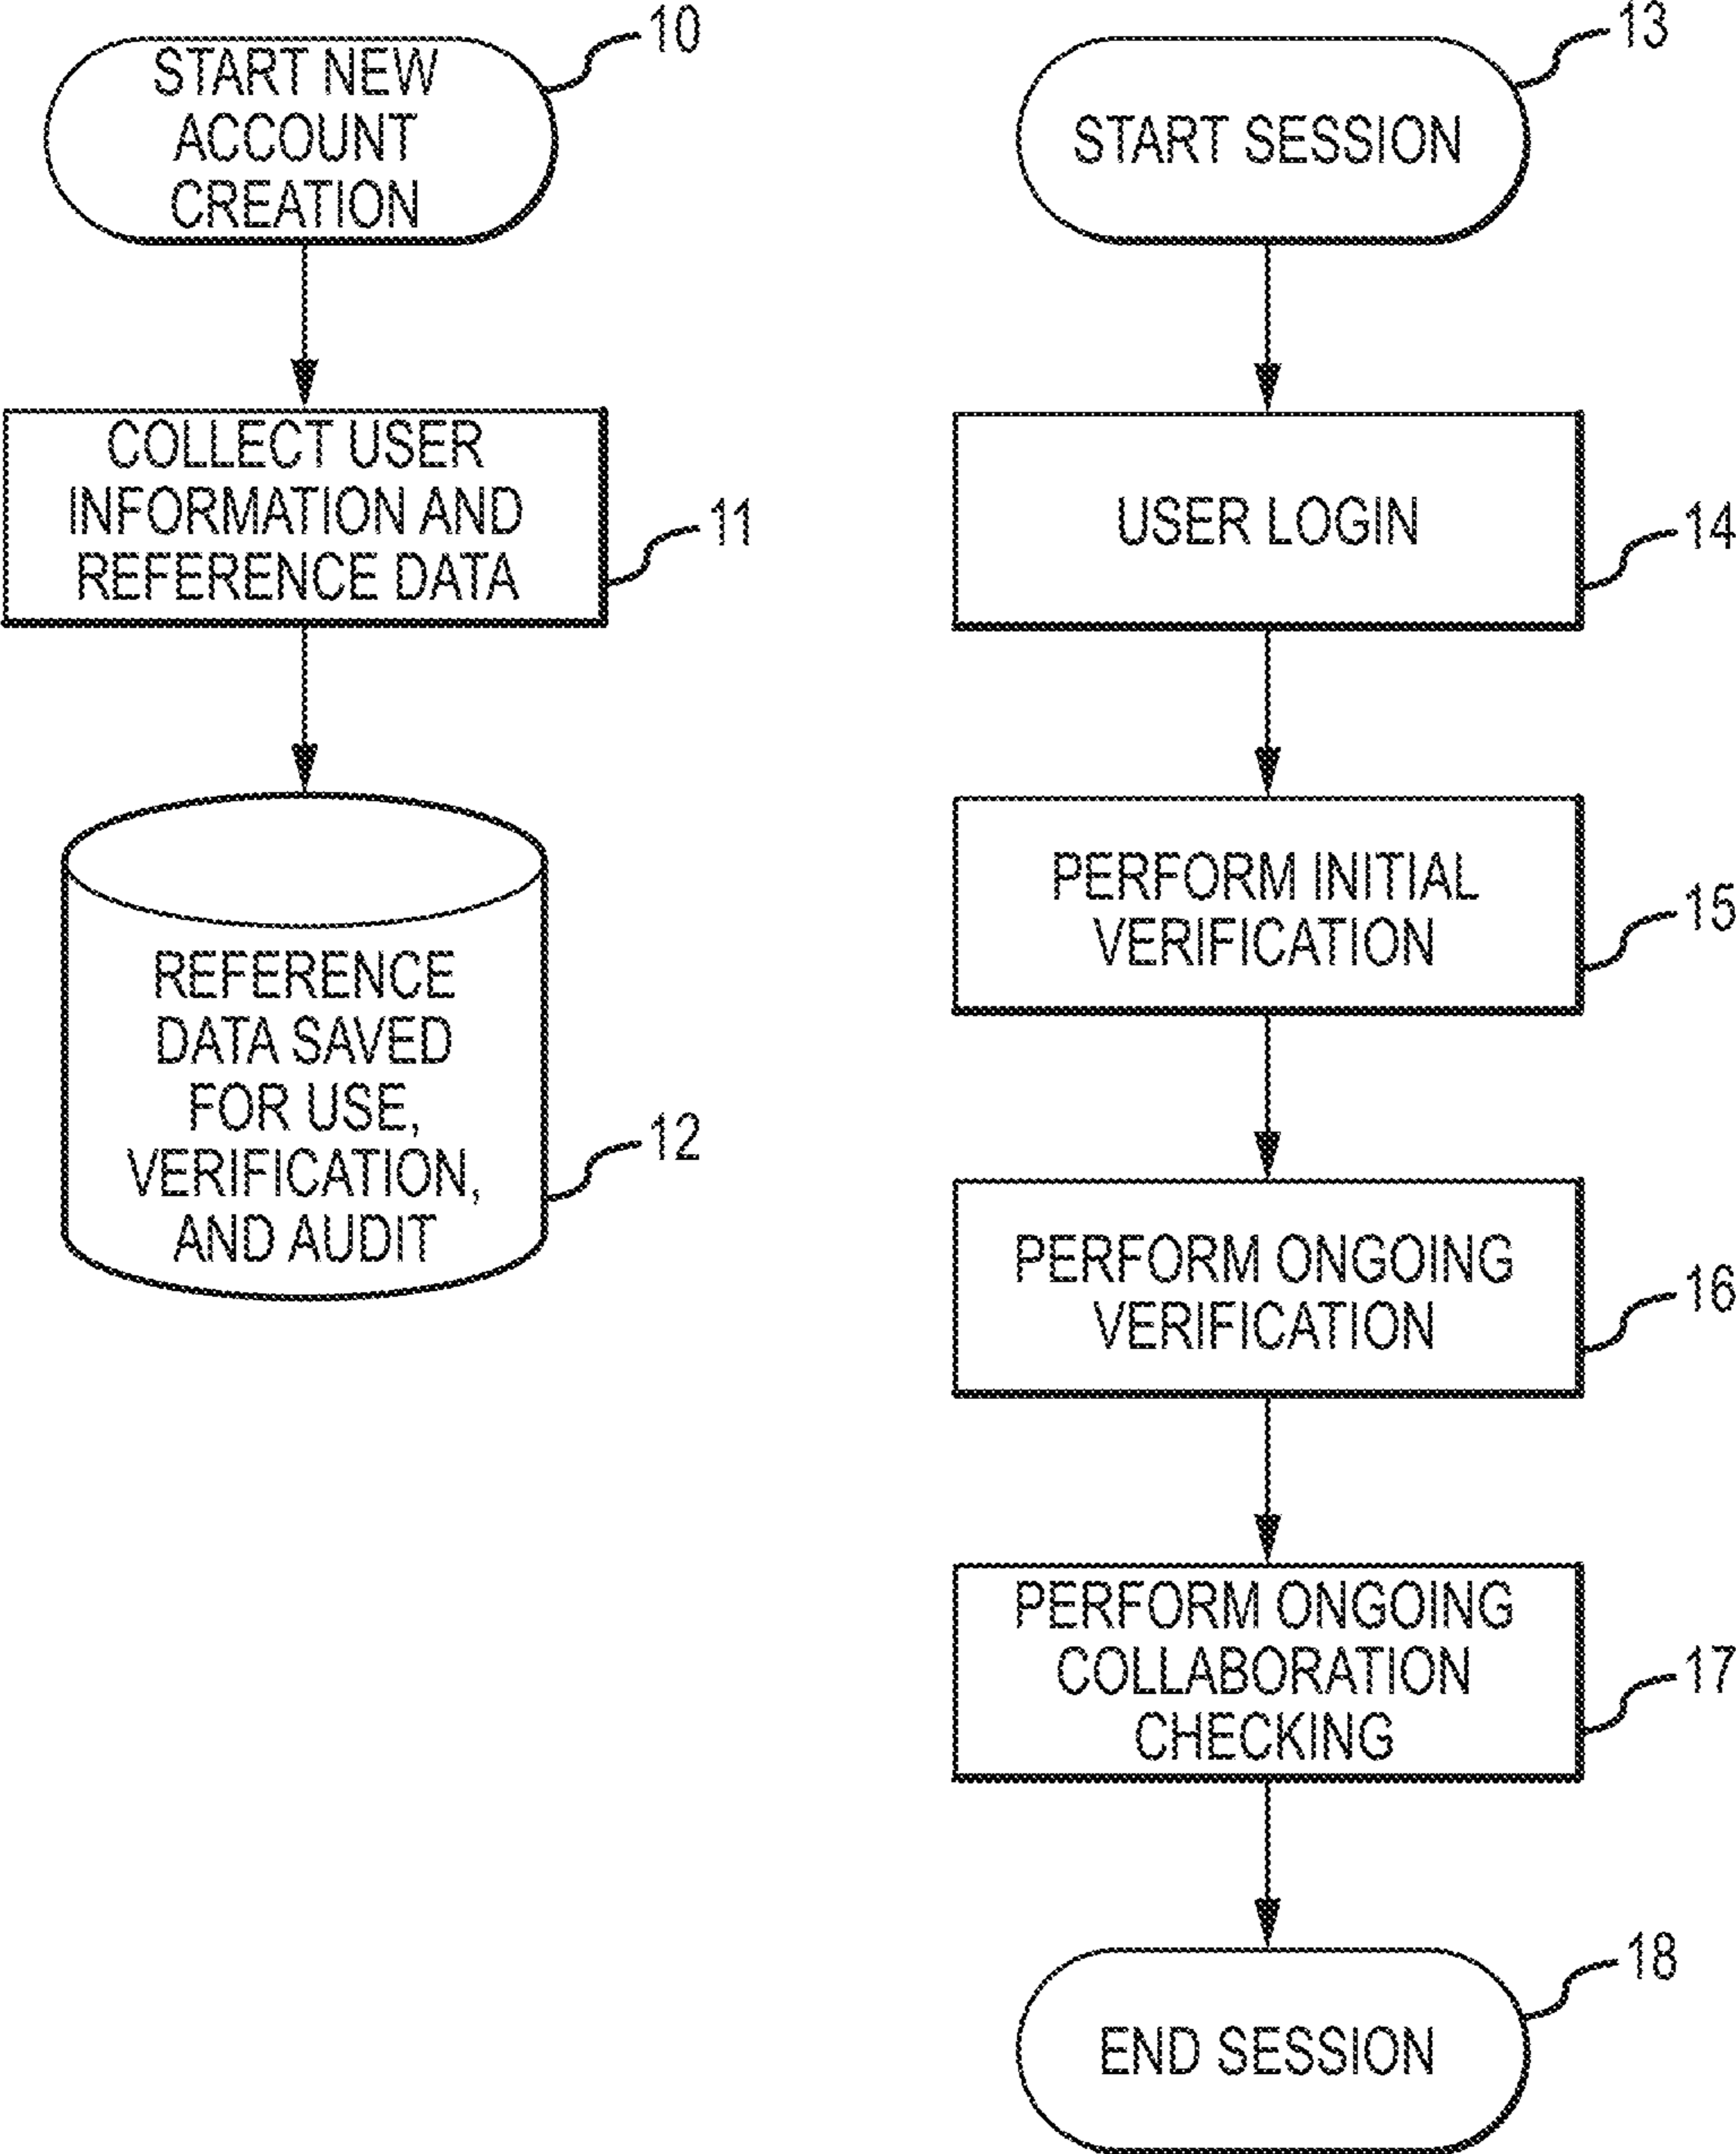 10
START NEW
ACCOUNT
CREATION
COLLECT USER
INFORMATION AND
REFERENCE DATA
11
REFERENCE
DATA SAVED
FOR USE,
VERIFICATION,
AND AUDIT
12
13
START SESSION
USER LOGIN
14
PERFORM INITIAL
VERIFICATION
15
PERFORM ONGOING
VERIFICATION
16
PERFORM ONGOING
COLLABORATION
CHECKING
17
18
END SESSION